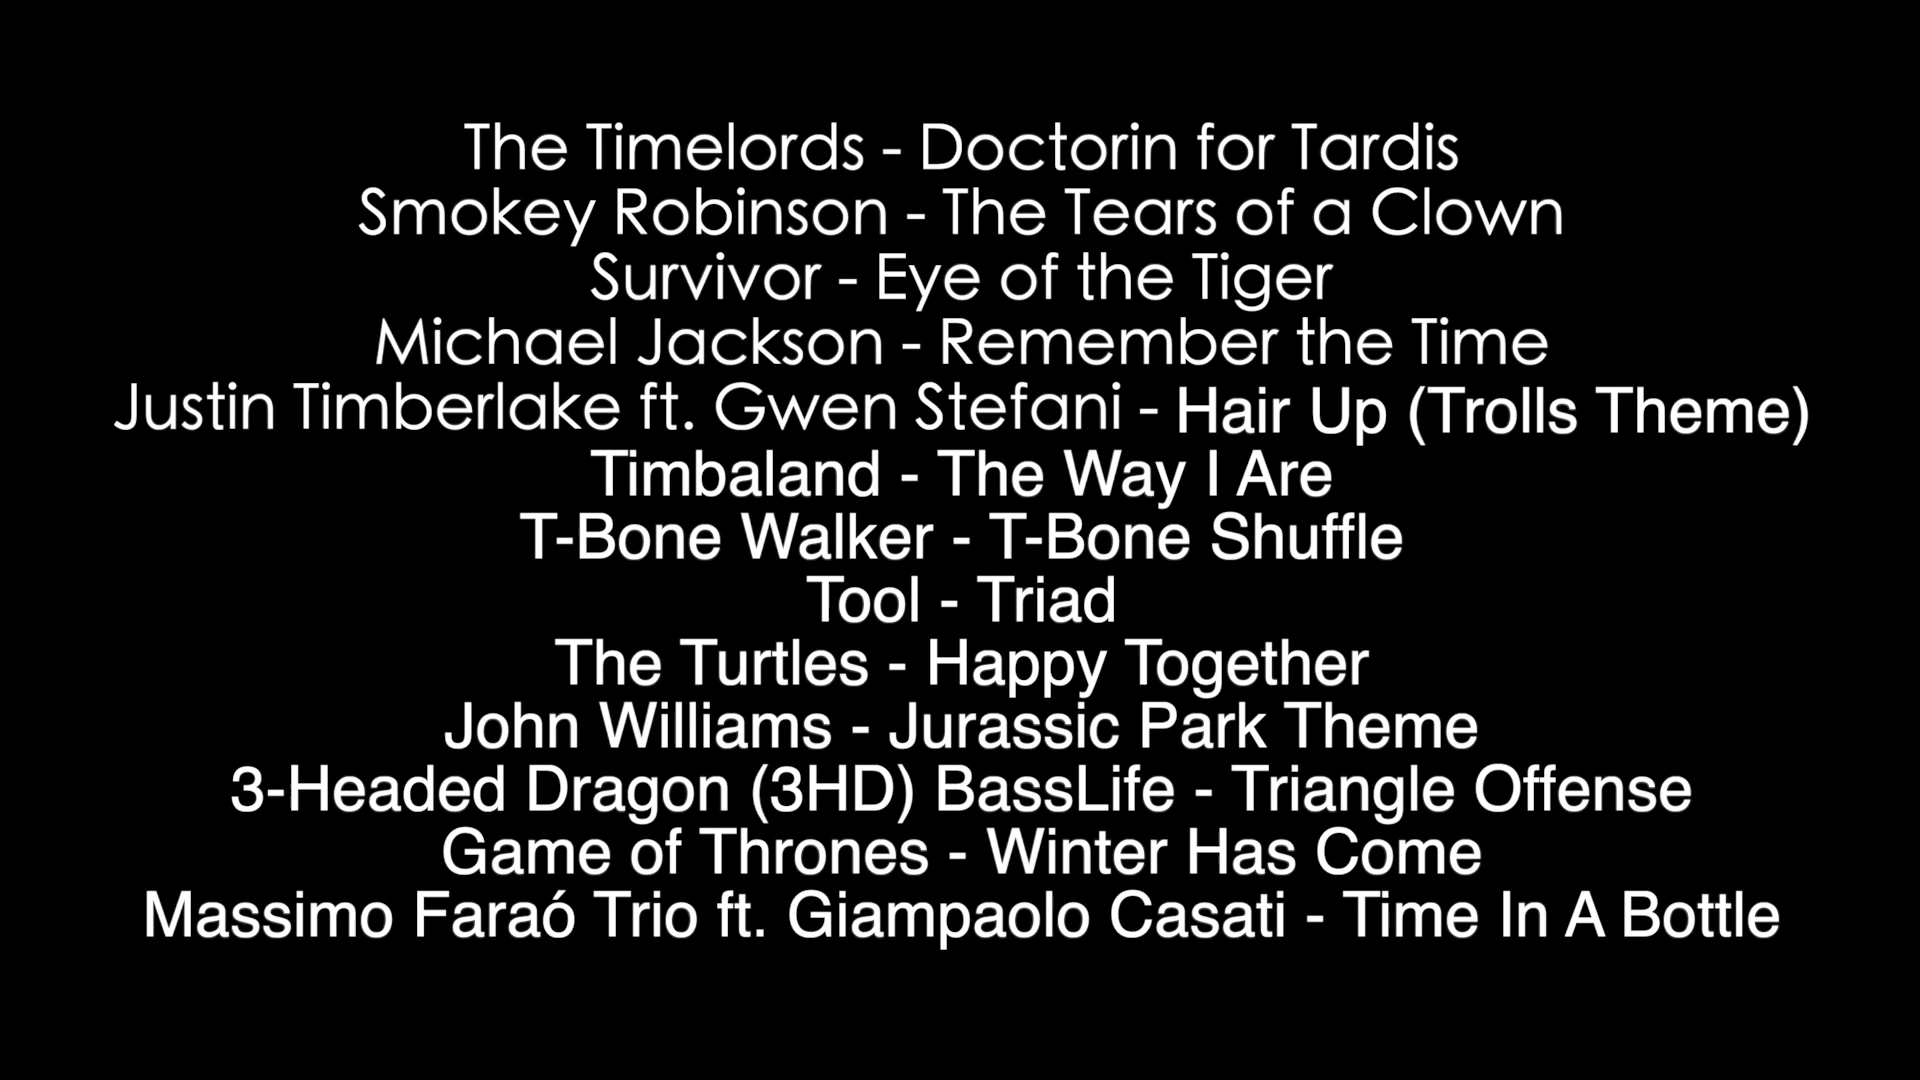 The Timelords - Doctorin for Tardis
Smokey Robinson - The Tears of a Clown
Survivor - Eye of the Tiger
Michael Jackson - Remember the Time
Justin Timberlake ft. Gwen Stefani - Hair Up (Trolls Theme)
Timbaland - The Way I Are
T-Bone Walker - T-Bone Shuffle
Tool - Triad
The Turtles - Happy Together
John Williams - Jurassic Park Theme
3-Headed Dragon (3HD) BassLife - Triangle Offense
Game of Thrones - Winter Has Come
Massimo Faraó Trio ft. Giampaolo Casati - Time In A Bottle